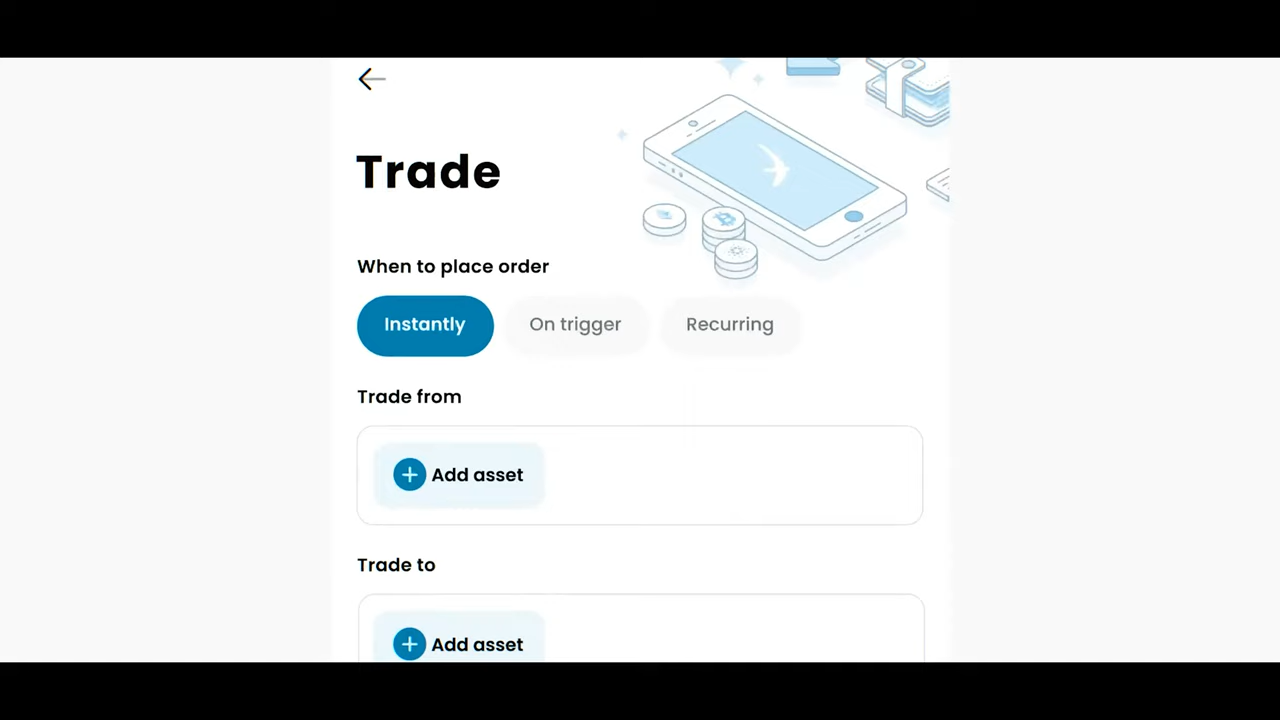 Trade
When to place order
Instantly
On trigger
Recurring
Trade from
Add asset
Trade to
Add asset